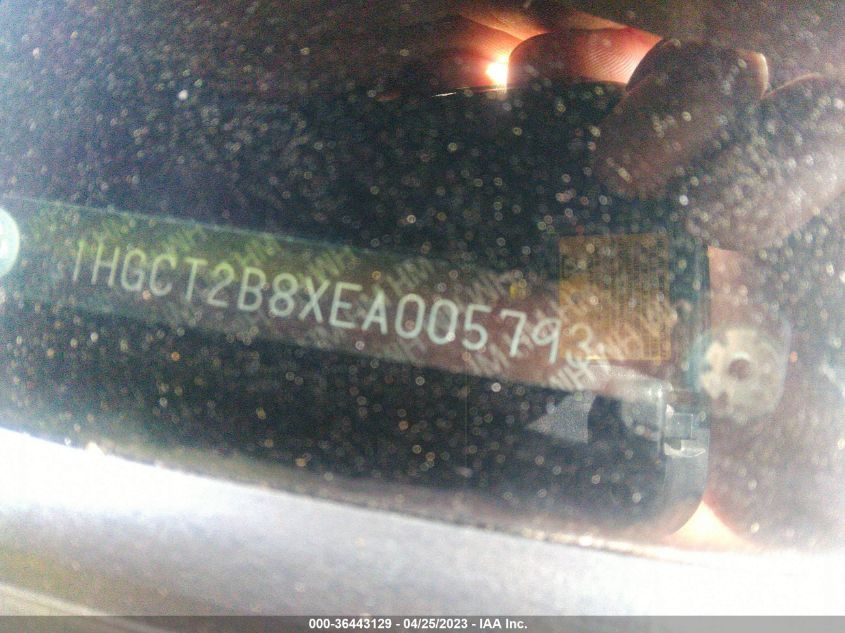 1HGCT2B8XEA005793
000-36443129 - 04/25/2023 - IAA Inc.